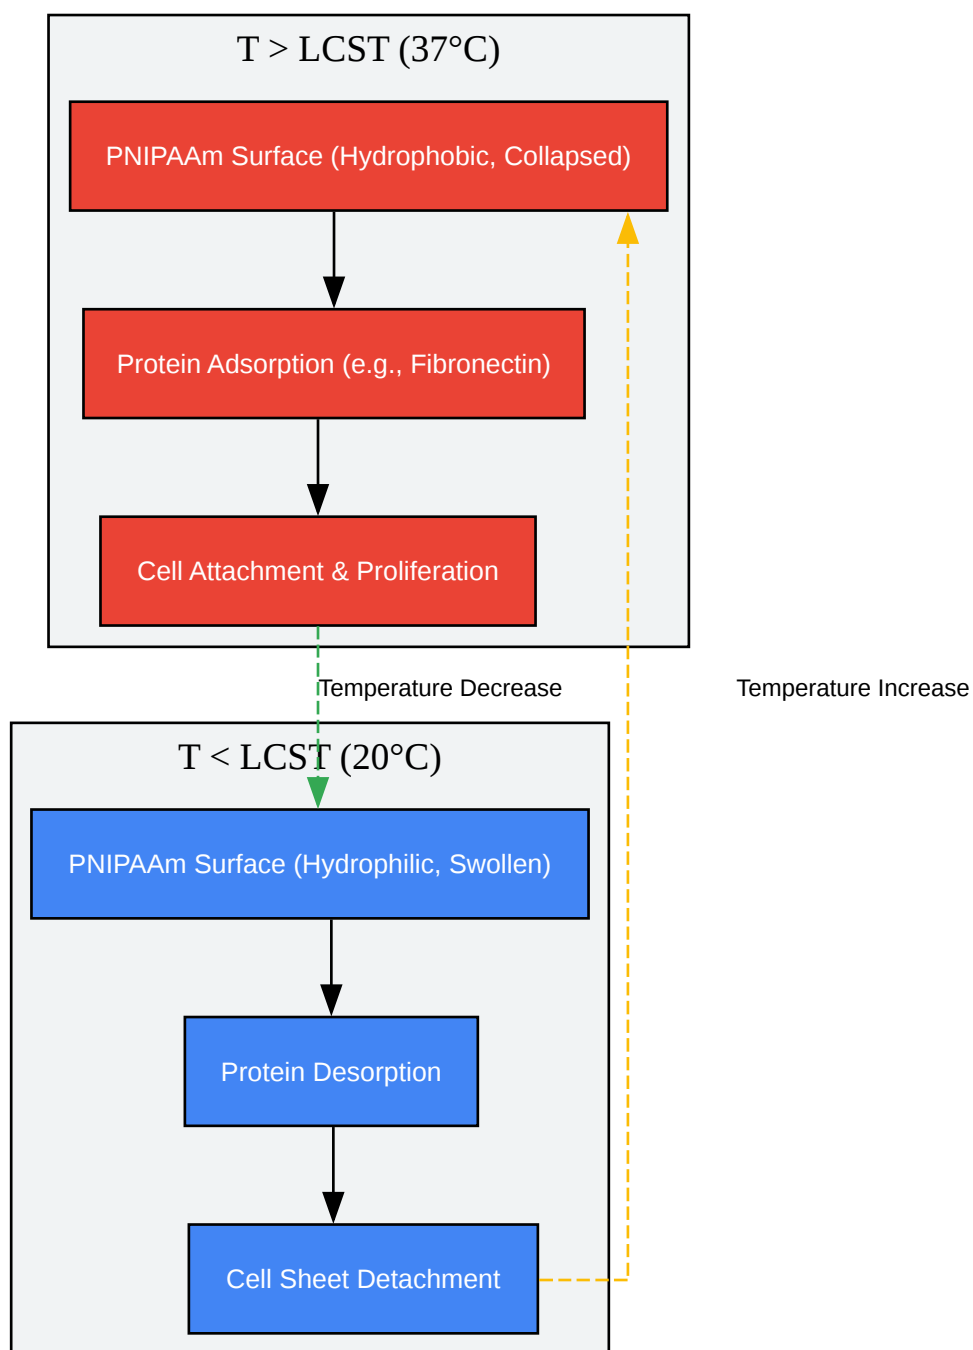 T > LCST (37°C)
PNIPAAm Surface (Hydrophobic, Collapsed)
Protein Adsorption (e.g., Fibronectin)
Cell Attachment & Proliferation
Temperature Decrease
Temperature Increase
T < LCST (20°C)
PNIPAAm Surface (Hydrophilic, Swollen)
Protein Desorption
Cell Sheet Detachment